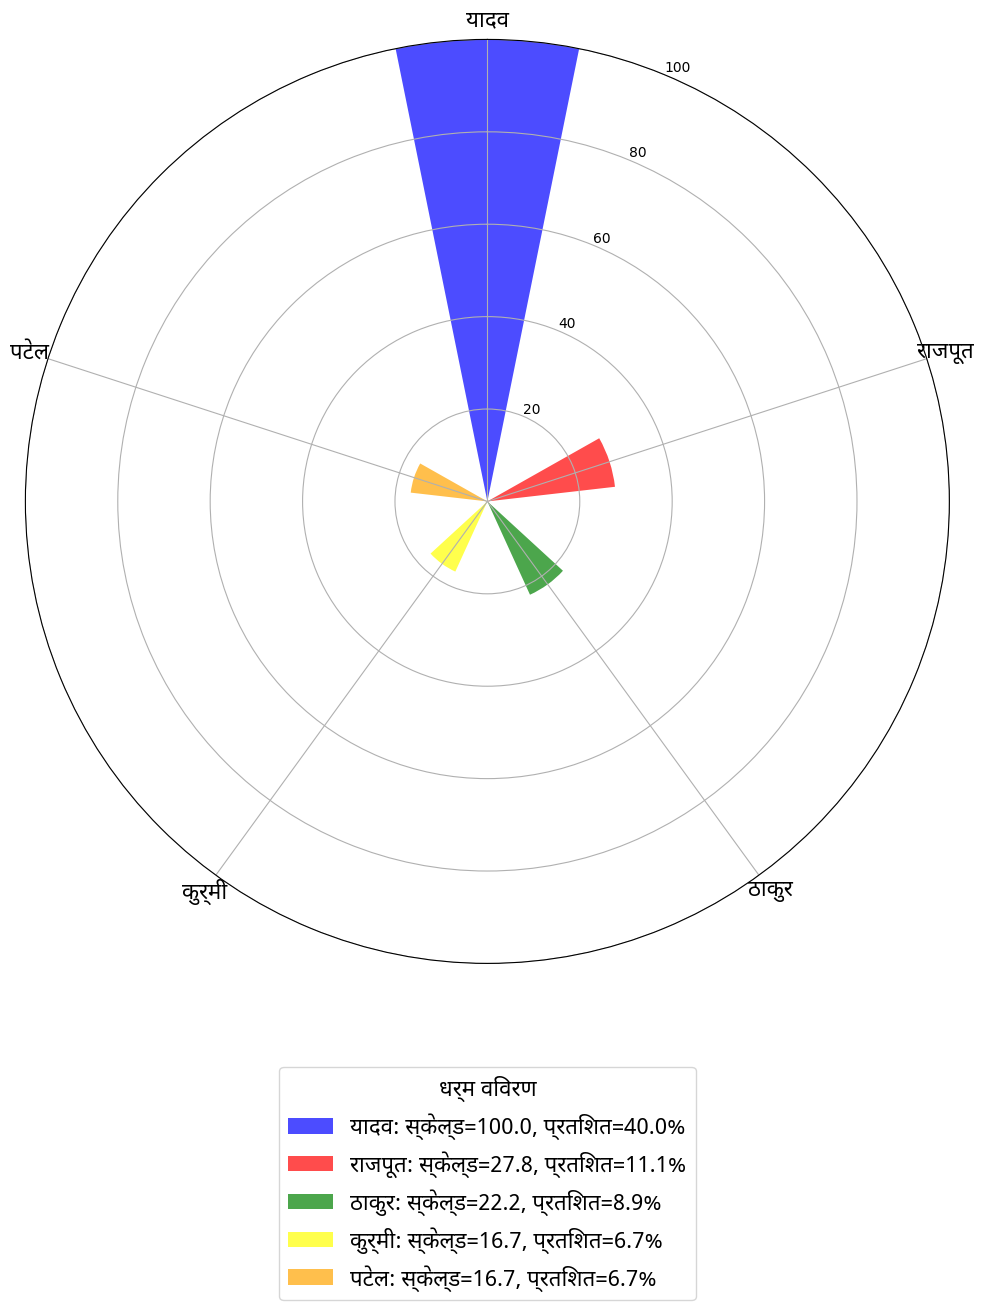 यादव
100
80
60
40
20
पटेल
राजपूत
कुर्मी
ठाकुर
धर्म विवरण
यादव: स्केल्ड=100.0, प्रतिशत=40.0%
राजपूत: स्केल्ड=27.8, प्रतिशत=11.1%
ठाकुर: स्केल्ड=22.2, प्रतिशत=8.9%
कुर्मी: स्केल्ड=16.7, प्रतिशत=6.7%
पटेल: स्केल्ड=16.7, प्रतिशत=6.7%